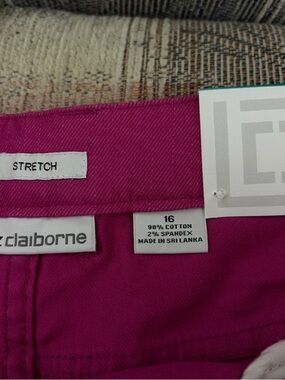 STRETCH
claiborne
16
98% COTTON
2% SPANDEX
MADE IN SRI LANKA